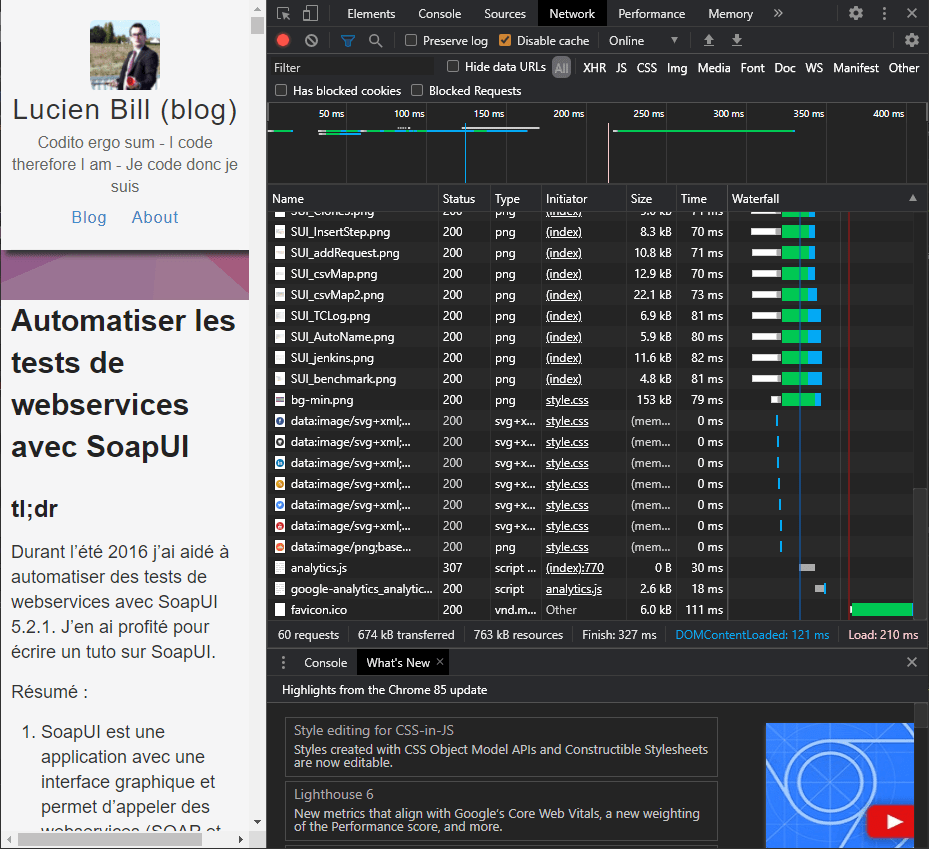 Lucien Bill (blog)
Codito ergo sum - I code
therefore I am - Je code donc je
suis
Blog About
Automatiser les
tests de
webservices
avec SoapUI
tl;dr
Durant l'été 2016 j'ai aidé à
automatiser des tests de
webservices avec SoapUI
5.2.1. J'en ai profité pour
écrire un tuto sur SoapUI.
Résumé :
1. SoapUI est une
application avec une
interface graphique et
permet d'appeler des
webservices (SOAP et
Elements Console Sources Network Performance Memory »
Preserve log Disable cache Online
Filter Hide data URLs All XHR JS CSS Img Media Font Doc WS Manifest Other
Has blocked cookies Blocked Requests
50 ms 100 ms 150 ms 200 ms 250 ms 300 ms 350 ms 400 ms
Name Status Type Initiator Size Time Waterfall
SUI_InsertStep.png 200 png (index) 8.3 kB 70 ms
SUI_addRequest.png 200 png (index) 10.8 kB 71 ms
SUI_csvMap.png 200 png (index) 12.9 kB 70 ms
SUI_csvMap2.png 200 png (index) 22.1 kB 73 ms
SUI_TCLog.png 200 png (index) 6.9 kB 81 ms
SUI_AutoName.png 200 png (index) 5.9 kB 80 ms
SUI_jenkins.png 200 png (index) 11.6 kB 82 ms
SUI_benchmark.png 200 png (index) 4.8 kB 81 ms
bg-min.png 200 png style.css 153 kB 79 ms
data:image/svg+xml;... 200 svg+x... style.css (mem... 0 ms
data:image/svg+xml;... 200 svg+x... style.css (mem... 0 ms
data:image/svg+xml;... 200 svg+x... style.css (mem... 0 ms
data:image/svg+xml;... 200 svg+x... style.css (mem... 0 ms
data:image/svg+xml;... 200 svg+x... style.css (mem... 0 ms
data:image/svg+xml;... 200 svg+x... style.css (mem... 0 ms
data:image/png;base... 200 png style.css (mem... 0 ms
analytics.js 307 script ... (index):770 0 B 30 ms
google-analytics_analytic... 200 script analytics.js 2.6 kB 18 ms
favicon.ico 200 vnd.m... Other 6.0 kB 111 ms
60 requests 674 kB transferred 763 kB resources Finish: 327 ms DOMContentLoaded: 121 ms Load: 210 ms
Console What's New
Highlights from the Chrome 85 update
Style editing for CSS-in-JS
Styles created with CSS Object Model APIs and Constructible Stylesheets
are now editable.
Lighthouse 6
New metrics that align with Google's Core Web Vitals, a new weighting
of the Performance score, and more.